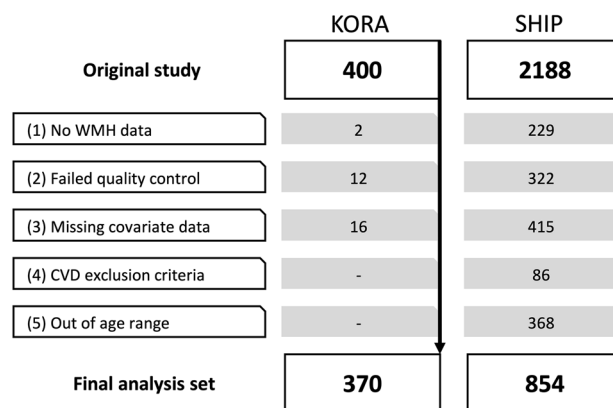 KORA SHIP
Original study 400 2188
(1) No WMH data 2 229
(2) Failed quality control 12 322
(3) Missing covariate data 16 415
(4) CVD exclusion criteria - 86
(5) Out of age range - 368
Final analysis set 370 854